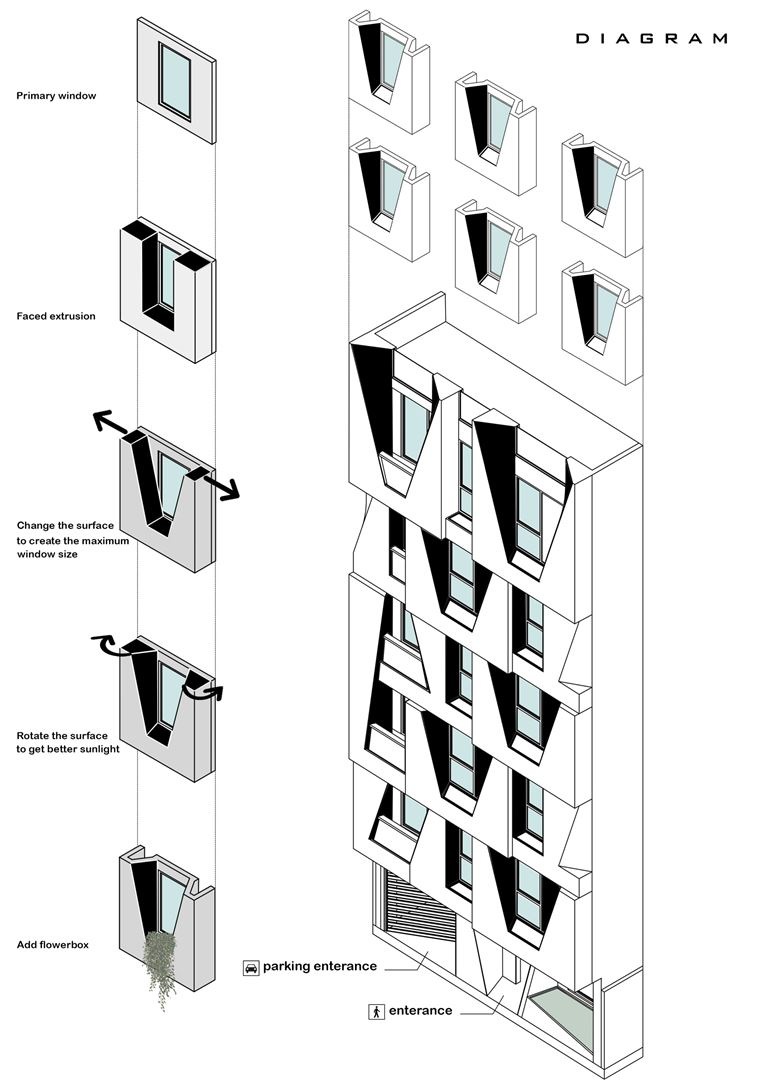 DIAGRAM
Primary window
Faced extrusion
Change the surface
to create the maximum
window size
Rotate the surface
to get better sunlight
Add flowerbox
parking enterance
enterance